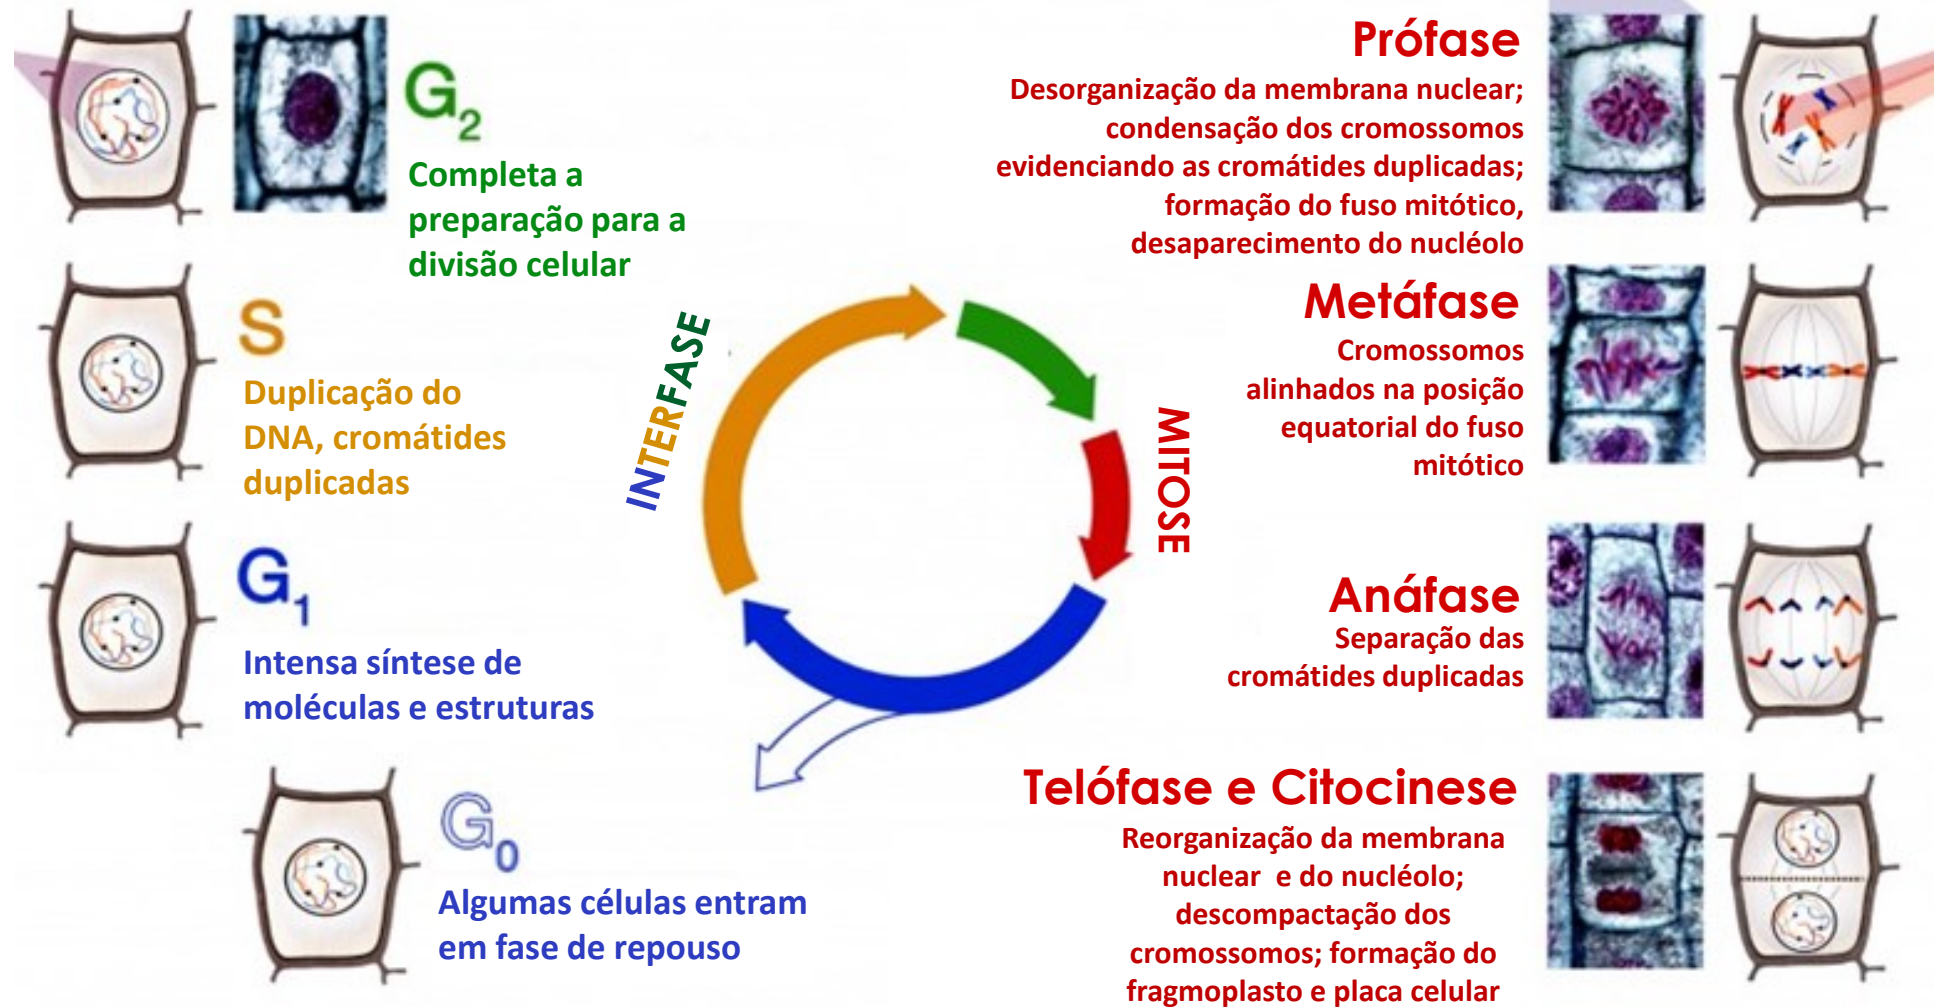 G2
Completa a
preparação para a
divisão celular
S
Duplicação do
DNA, cromátides
duplicadas
G1
Intensa síntese de
moléculas e estruturas
G0
Algumas células entram
em fase de repouso
INTERFASE
MITOSE
Prófase
Desorganização da membrana nuclear;
condensação dos cromossomos
evidenciando as cromátides duplicadas;
formação do fuso mitótico,
desaparecimento do nucléolo
Metáfase
Cromossomos
alinhados na posição
equatorial do fuso
mitótico
Anáfase
Separação das
cromátides duplicadas
Telófase e Citocinese
Reorganização da membrana
nuclear e do nucléolo;
descompactação dos
cromossomos; formação do
fragmoplasto e placa celular